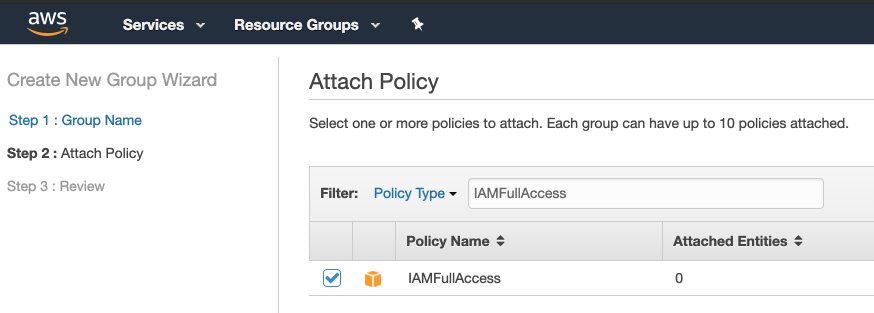 aws Services Resource Groups
Create New Group Wizard
Step 1 : Group Name
Step 2 : Attach Policy
Step 3 : Review
Attach Policy
Select one or more policies to attach. Each group can have up to 10 policies attached.
Filter: Policy Type IAMFullAccess
Policy Name Attached Entities
IAMFullAccess 0